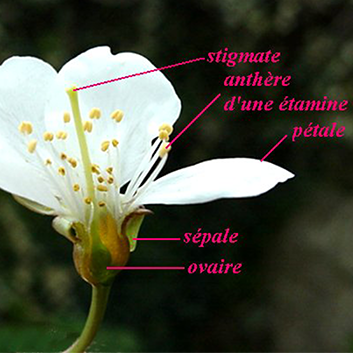 stigmate
anthère
d'une étamine
pétale
sépale
ovaire